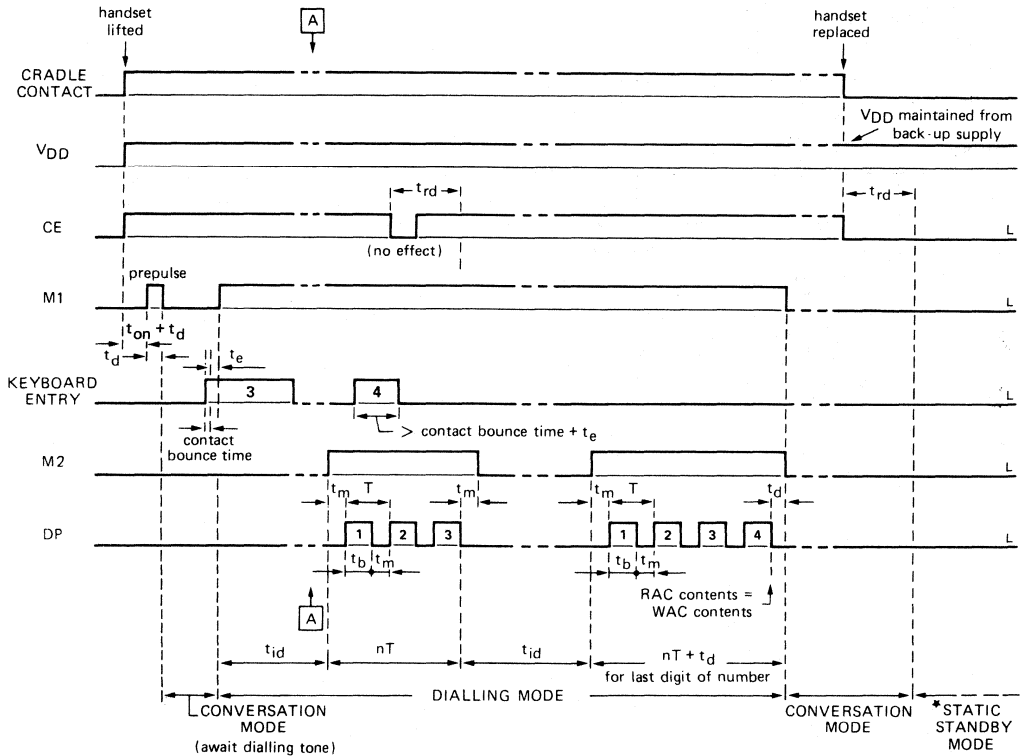 handset
lifted
A
handset
replaced
CRADLE
CONTACT
VDD maintained from
back-up supply
VDD
trd
trd
CE
(no effect)
L
prepulse
M1
L
ton + td
td
te
KEYBOARD
ENTRY
3
4
L
> contact bounce time + te
contact
bounce time
M2
L
tm
T
tm
tm
T
td
DP
1
2
3
1
2
3
4
L
tb
tm
tb
tm
RAC contents =
WAC contents
A
tid
nT
tid
nT + td
for last digit of number
DIALLING MODE
CONVERSATION
MODE
(await dialling tone)
CONVERSATION
MODE
*STATIC
STANDBY
MODE